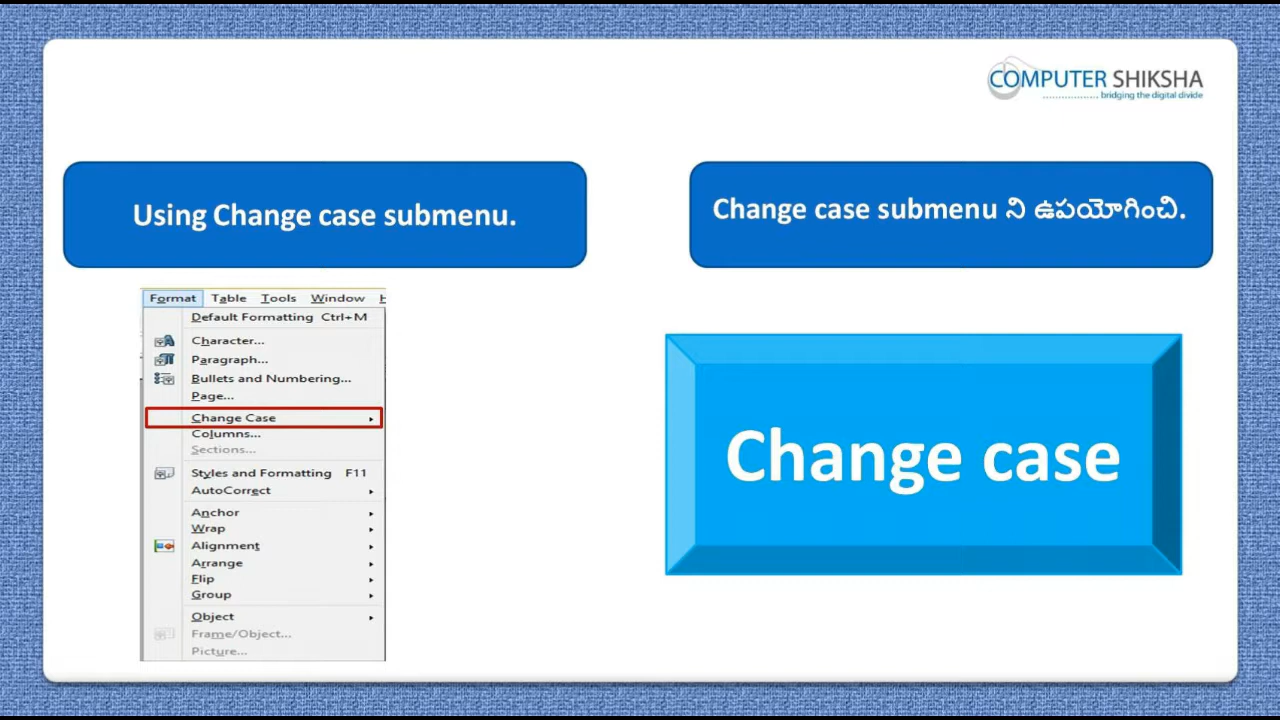 COMPUTER SHIKSHA
.................. bridging the digital divide
Using Change case submenu.
Change case submenu ని ఉపయోగించి.
Format Table Tools Window
Default Formatting Ctrl+M
Character...
Paragraph...
Bullets and Numbering...
Page...
Change Case
Columns...
Sections...
Styles and Formatting F11
AutoCorrect
Anchor
Wrap
Alignment
Arrange
Flip
Group
Object
Frame/Object...
Picture...
Change case